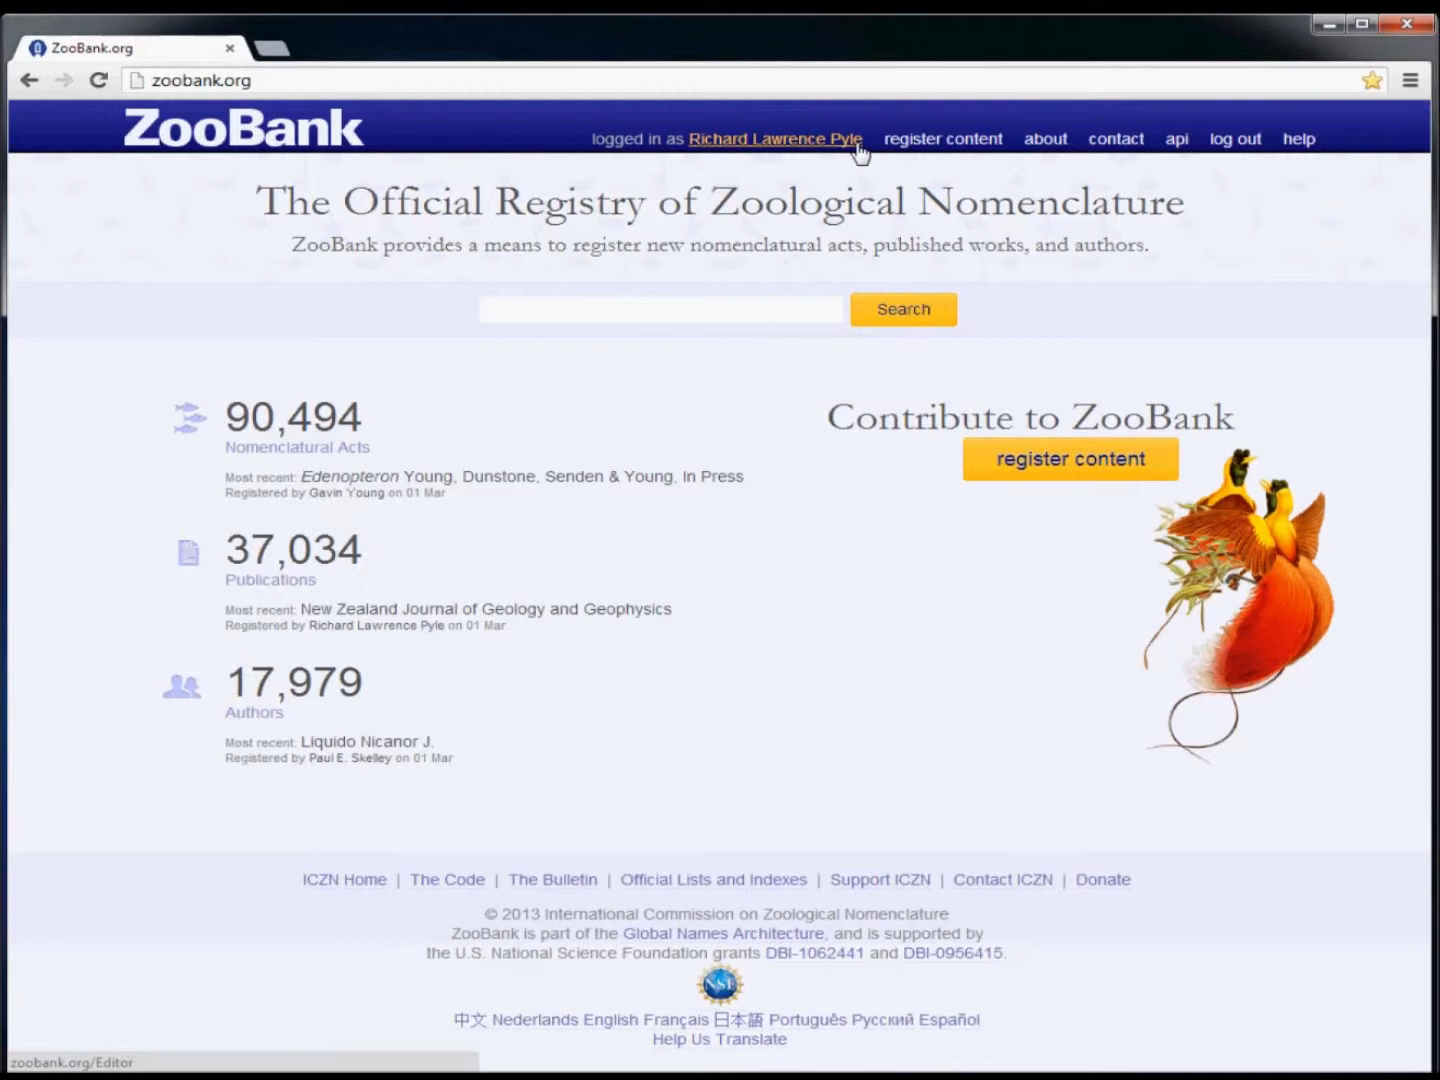 ZooBank.org
zoobank.org
ZooBank
logged in as Richard Lawrence Pyle register content about contact api log out help
The Official Registry of Zoological Nomenclature
ZooBank provides a means to register new nomenclatural acts, published works, and authors.
Search
90,494
Nomenclatural Acts
Most recent: Edenopteron Young, Dunstone, Senden & Young, In Press
Registered by Gavin Young on 01 Mar
37,034
Publications
Most recent: New Zealand Journal of Geology and Geophysics
Registered by Richard Lawrence Pyle on 01 Mar
17,979
Authors
Most recent: Liquido Nicanor J.
Registered by Paul E. Skelley on 01 Mar
Contribute to ZooBank
register content
ICZN Home | The Code | The Bulletin | Official Lists and Indexes | Support ICZN | Contact ICZN | Donate
© 2013 International Commission on Zoological Nomenclature
ZooBank is part of the Global Names Architecture, and is supported by
the U.S. National Science Foundation grants DBI-1062441 and DBI-0956415.
NSF
中文 Nederlands English Français 日本語 Português Русский Español
Help Us Translate
zoobank.org/Editor